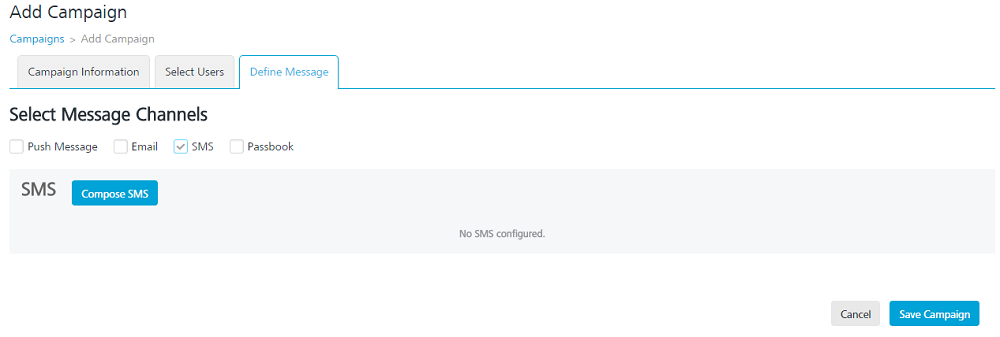 Add Campaign
Campaigns > Add Campaign
Campaign Information Select Users Define Message
Select Message Channels
Push Message Email SMS Passbook
SMS Compose SMS
No SMS configured.
Cancel Save Campaign